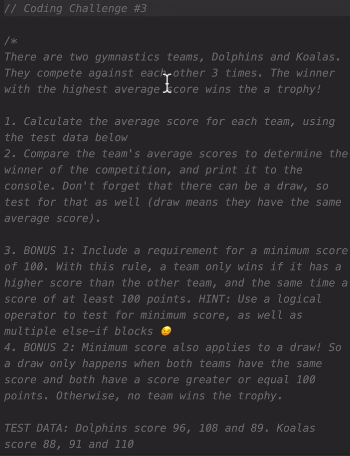 // Coding Challenge #3
/*
There are two gymnastics teams, Dolphins and Koalas.
They compete against each other 3 times. The winner
with the highest average score wins the a trophy!
1. Calculate the average score for each team, using
the test data below
2. Compare the team's average scores to determine the
winner of the competition, and print it to the
console. Don't forget that there can be a draw, so
test for that as well (draw means they have the same
average score).
3. BONUS 1: Include a requirement for a minimum score
of 100. With this rule, a team only wins if it has a
higher score than the other team, and the same time a
score of at least 100 points. HINT: Use a logical
operator to test for minimum score, as well as
multiple else-if blocks 😉
4. BONUS 2: Minimum score also applies to a draw! So
a draw only happens when both teams have the same
score and both have a score greater or equal 100
points. Otherwise, no team wins the trophy.
TEST DATA: Dolphins score 96, 108 and 89. Koalas
score 88, 91 and 110